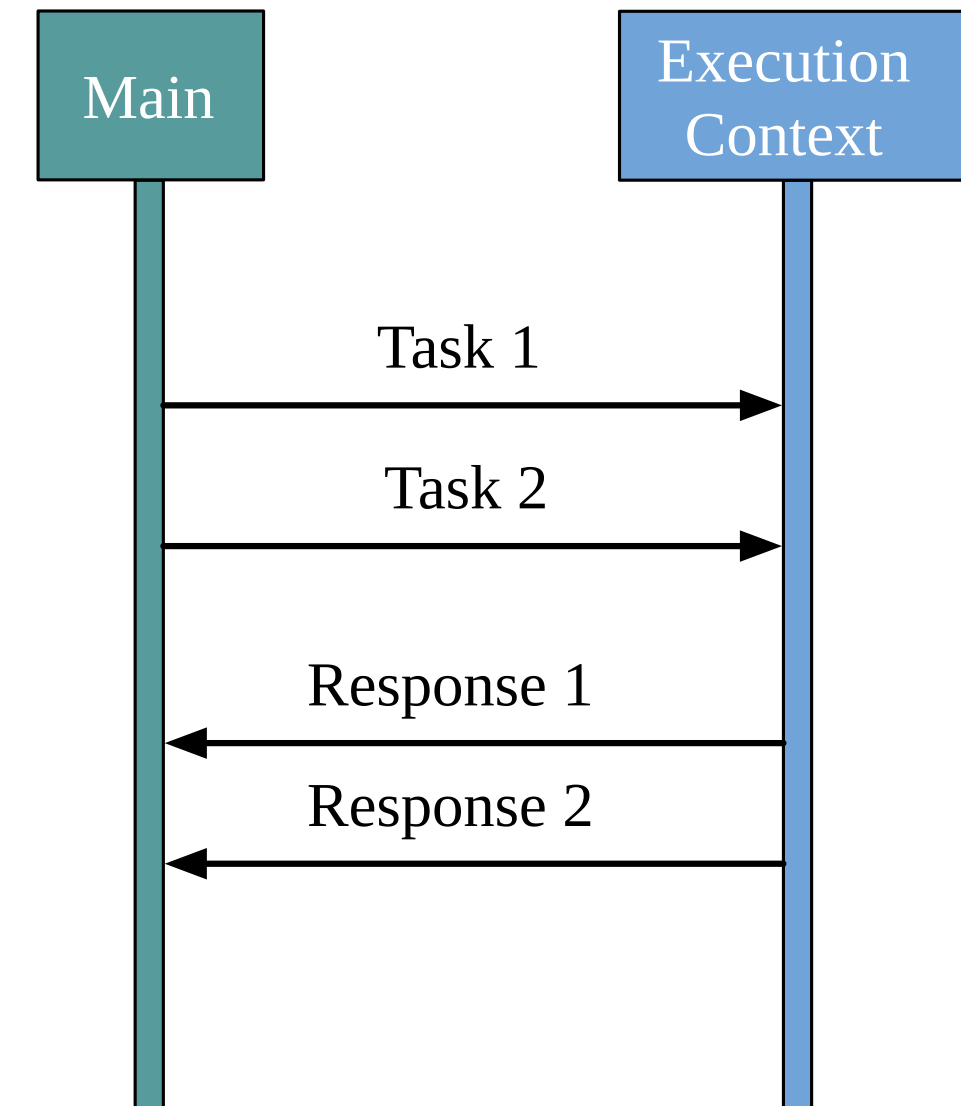 Main
Execution
Context
Task 1
Task 2
Response 1
Response 2